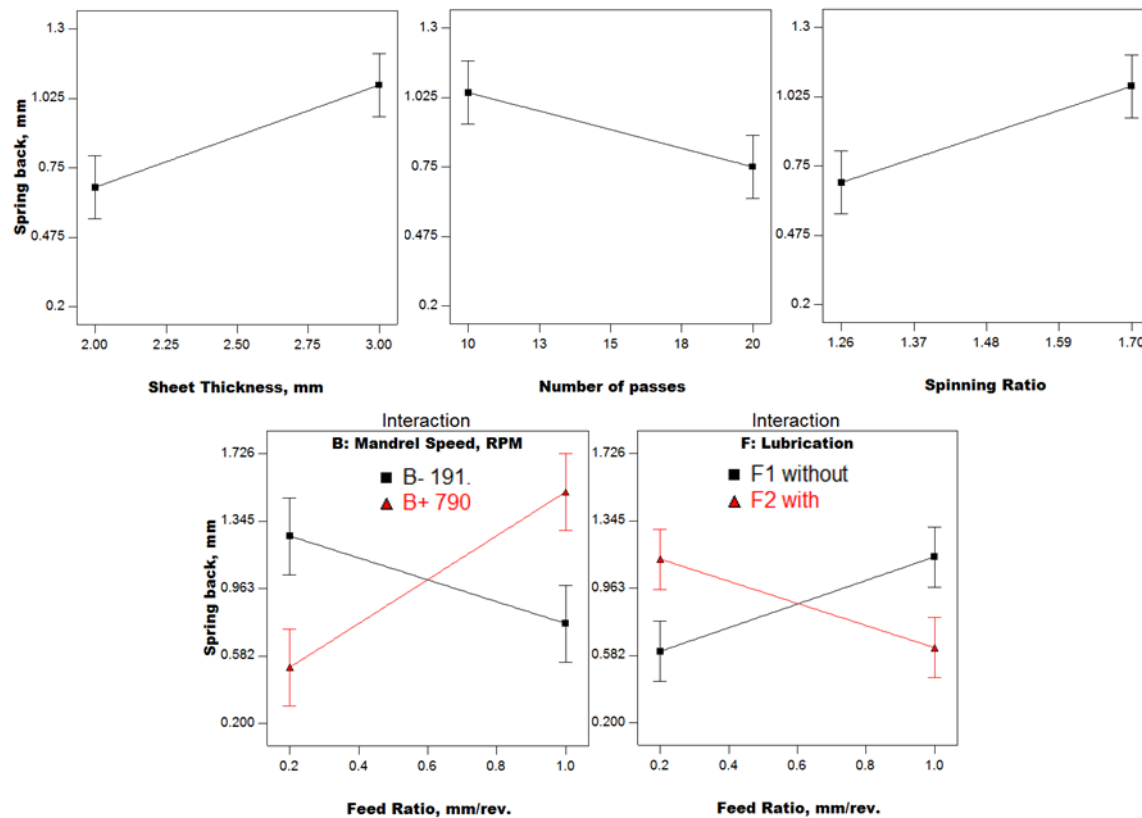 1.3
1.025
0.75
0.475
0.2
Spring back, mm
2.00 2.25 2.50 2.75 3.00
Sheet Thickness, mm
1.3
1.025
0.75
0.475
0.2
10 13 15 18 20
Number of passes
1.3
1.025
0.75
0.475
0.2
1.26 1.37 1.48 1.59 1.70
Spinning Ratio
Interaction
B: Mandrel Speed, RPM
B- 191.
B+ 790
1.726
1.345
0.963
0.582
0.200
Spring back, mm
0.2 0.4 0.6 0.8 1.0
Feed Ratio, mm/rev.
Interaction
F: Lubrication
F1 without
F2 with
1.726
1.345
0.963
0.582
0.200
0.2 0.4 0.6 0.8 1.0
Feed Ratio, mm/rev.